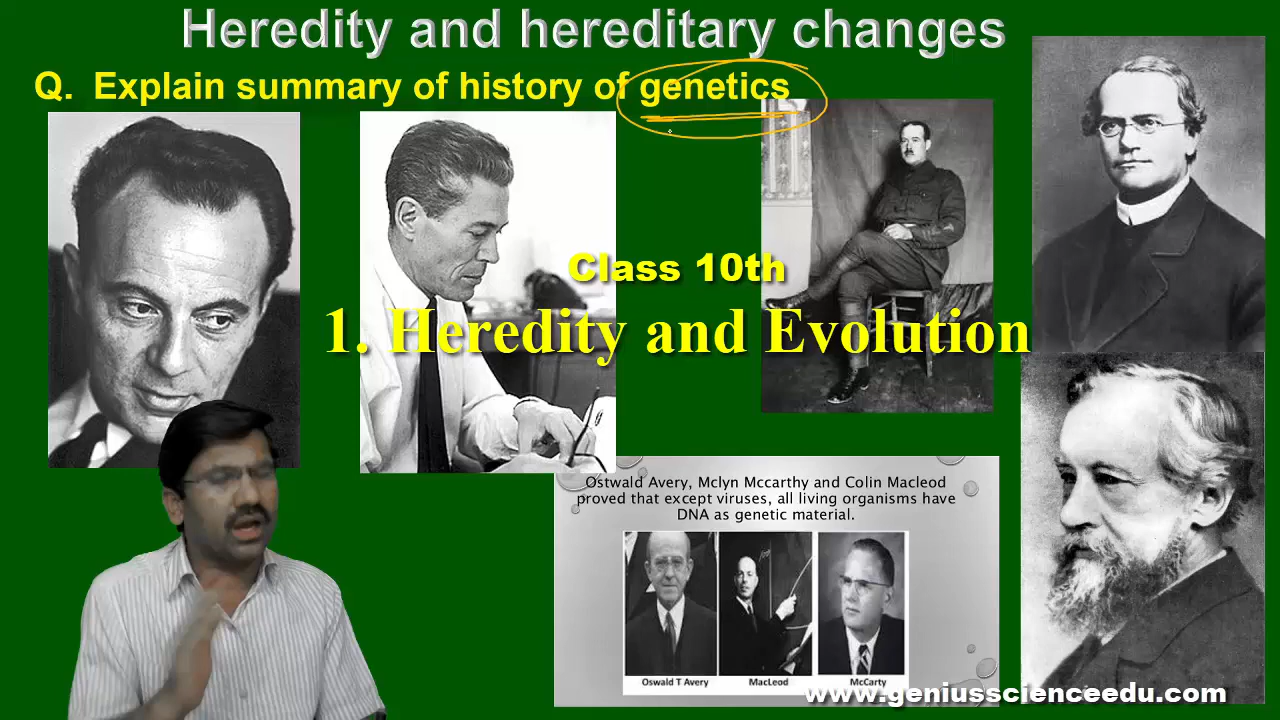 Heredity and hereditary changes
Q. Explain summary of history of genetics
Class 10th
1. Heredity and Evolution
Ostwald Avery, Mclyn Mccarthy and Colin Macleod
proved that except viruses, all living organisms have
DNA as genetic material.
Oswald T Avery MacLeod McCarty
www.geniusscienceedu.com